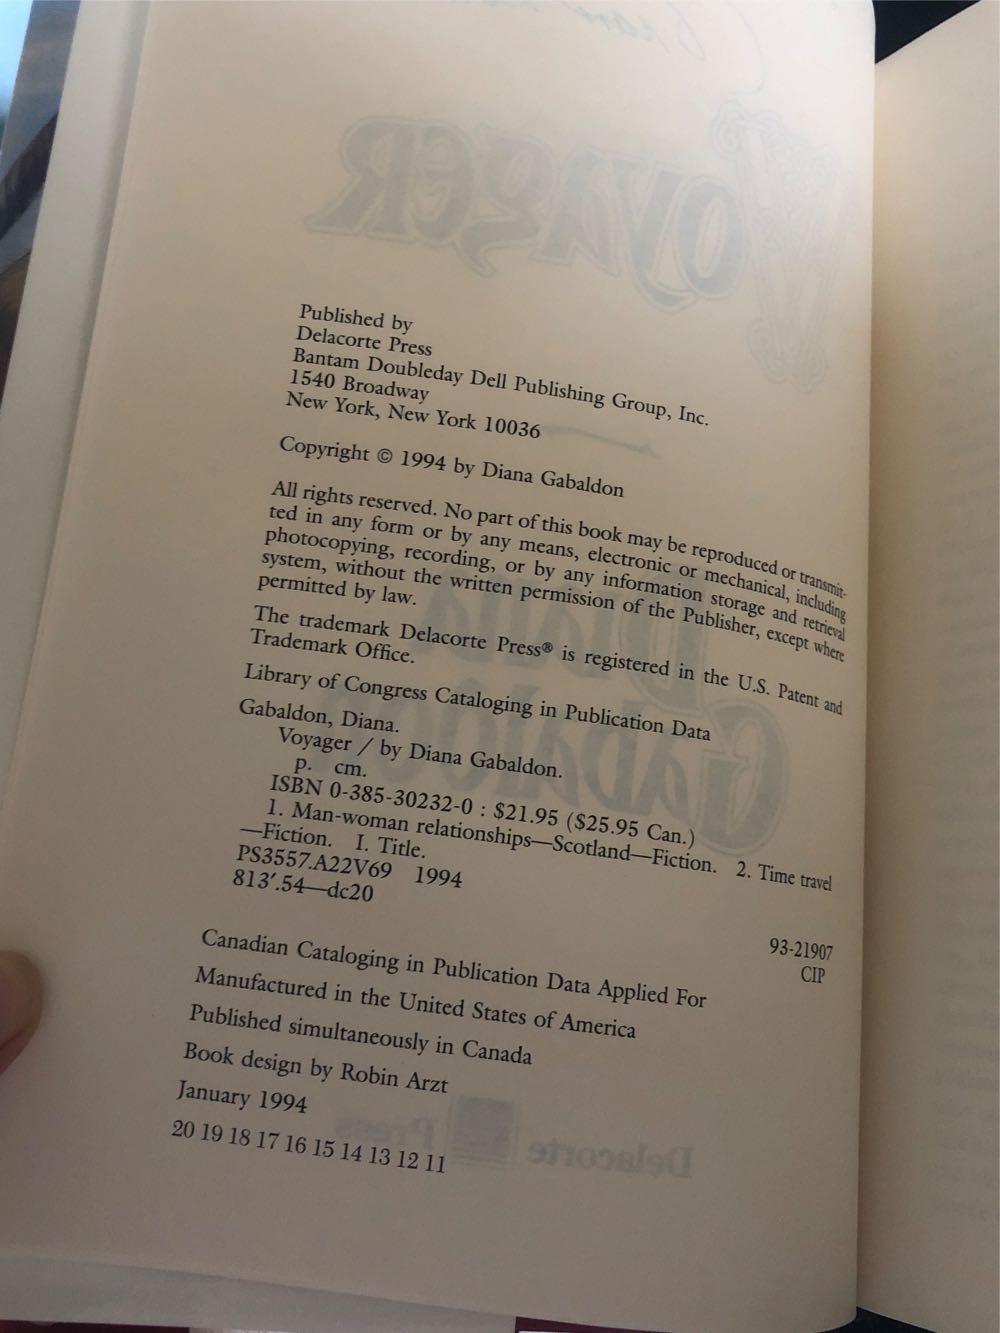 VOYAGER
Published by
Delacorte Press
Bantam Doubleday Dell Publishing Group, Inc.
1540 Broadway
New York, New York 10036
Copyright © 1994 by Diana Gabaldon
All rights reserved. No part of this book may be reproduced or transmit-
ted in any form or by any means, electronic or mechanical, including
photocopying, recording, or by any information storage and retrieval
system, without the written permission of the Publisher, except where
permitted by law.
The trademark Delacorte Press® is registered in the U.S. Patent and
Trademark Office.
Library of Congress Cataloging in Publication Data
Gabaldon, Diana.
Voyager / by Diana Gabaldon.
p. cm.
ISBN 0-385-30232-0 : $21.95 ($25.95 Can.)
1. Man-woman relationships—Scotland—Fiction. 2. Time travel
—Fiction. I. Title.
PS3557.A22V69 1994
813′.54—dc20
93-21907
CIP
Canadian Cataloging in Publication Data Applied For
Manufactured in the United States of America
Published simultaneously in Canada
Book design by Robin Arzt
January 1994
20 19 18 17 16 15 14 13 12 11
Delacorte Press